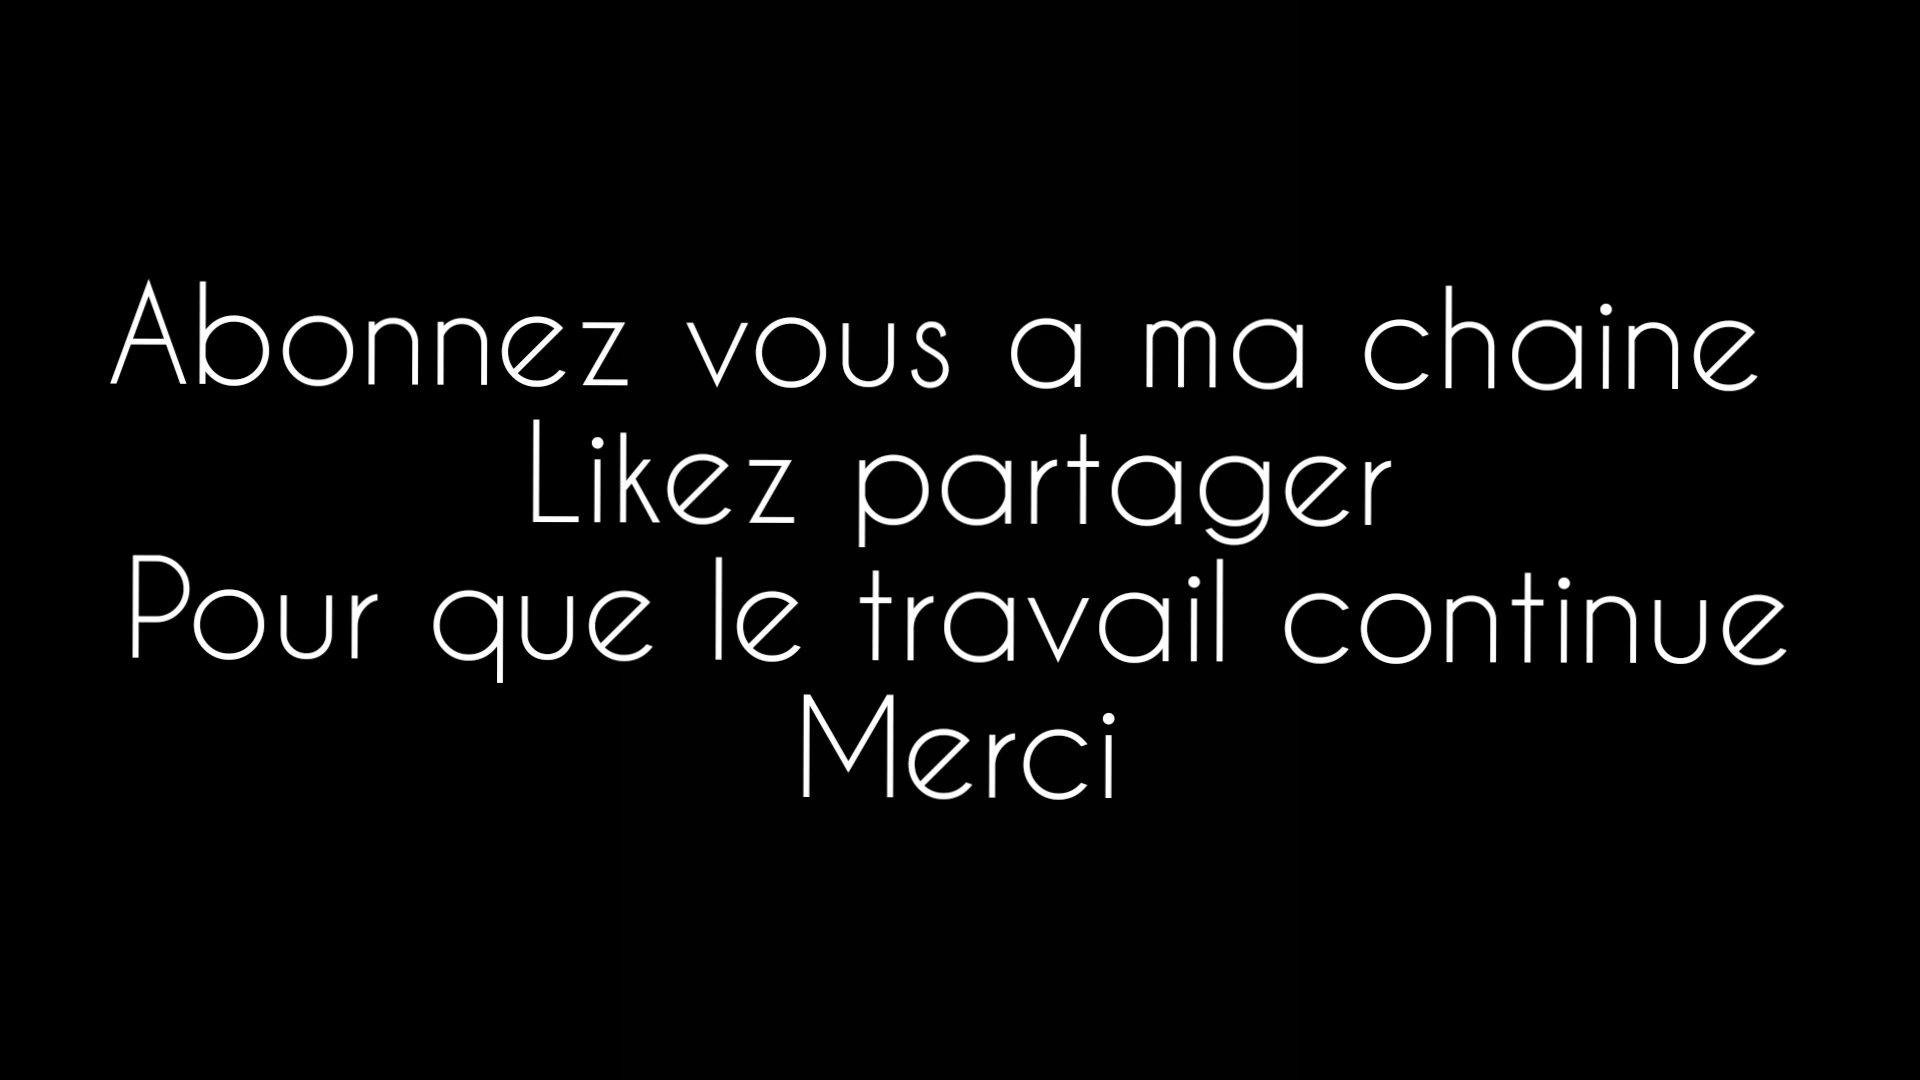 Abonnez vous a ma chaine
Likez partager
Pour que le travail continue
Merci